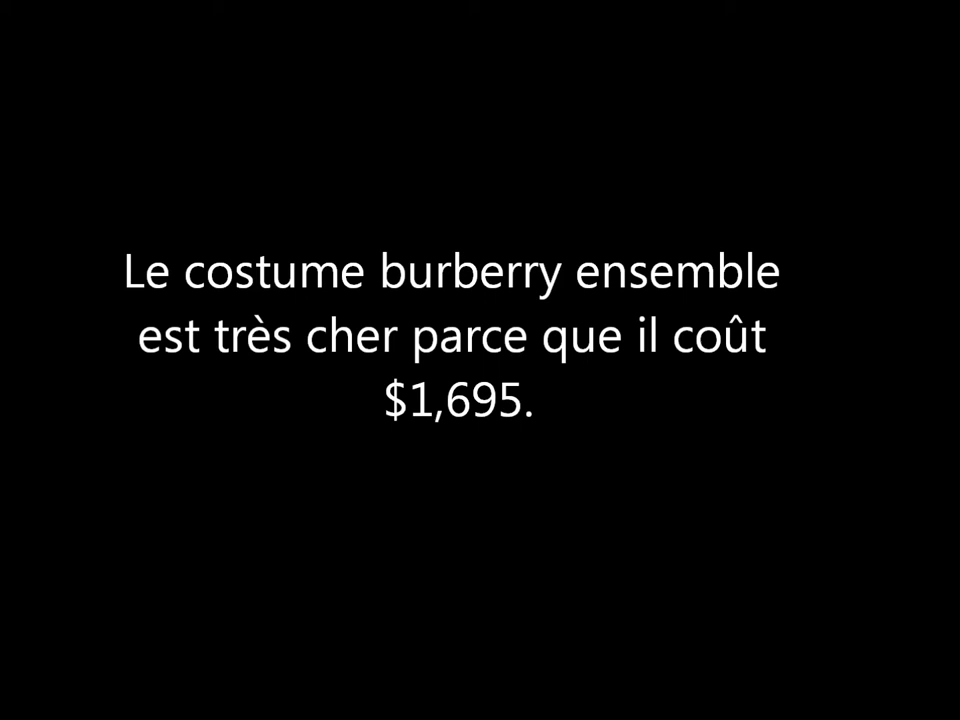 Le costume burberry ensemble
est très cher parce que il coût
$1,695.